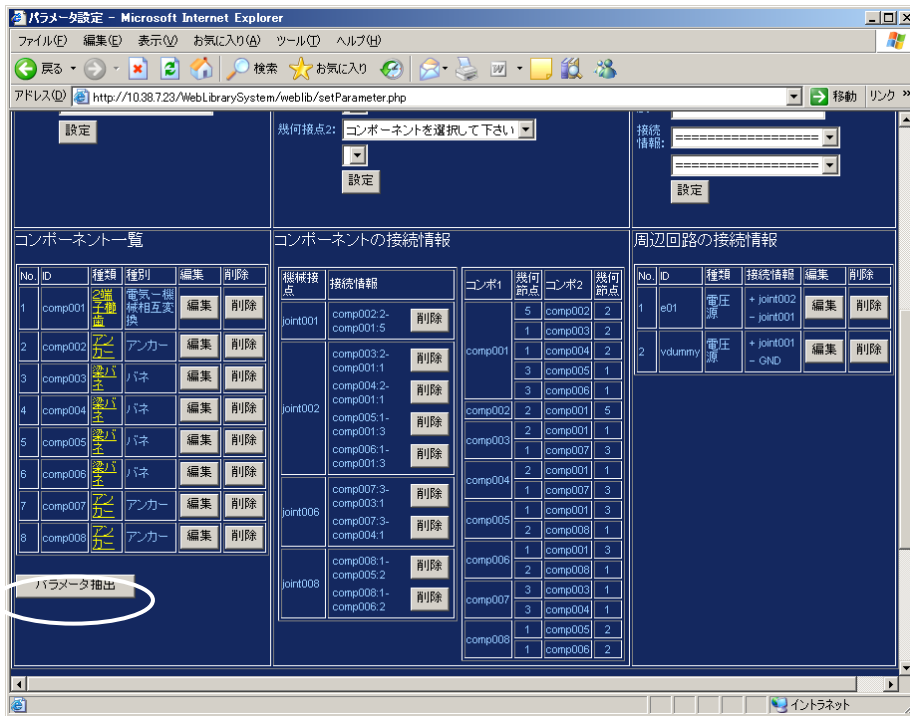 パラメータ設定 - Microsoft Internet Explorer
ファイル(F) 編集(E) 表示(V) お気に入り(A) ツール(T) ヘルプ(H)
戻る 検索 お気に入り
アドレス(D) http://10.38.7.23/WebLibrarySystem/weblib/setParameter.php 移動 リンク »
設定
幾何接点2: コンポーネントを選択して下さい
設定
接続
情報: ====================
====================
設定
コンポーネント一覧
No. ID 種類 種別 編集 削除
1 comp001 2端子櫛歯 電気ー機械相互変換 編集 削除
2 comp002 アンカー アンカー 編集 削除
3 comp003 梁バネ バネ 編集 削除
4 comp004 梁バネ バネ 編集 削除
5 comp005 梁バネ バネ 編集 削除
6 comp006 梁バネ バネ 編集 削除
7 comp007 アンカー アンカー 編集 削除
8 comp008 アンカー アンカー 編集 削除
パラメータ抽出
コンポーネントの接続情報
機械接点 接続情報
joint001 comp002:2-comp001:5 削除
joint002 comp003:2-comp001:1 削除
comp004:2-comp001:1 削除
comp005:1-comp001:3 削除
comp006:1-comp001:3 削除
joint006 comp007:3-comp003:1 削除
comp007:3-comp004:1 削除
joint008 comp008:1-comp005:2 削除
comp008:1-comp006:2 削除
コンポ1 幾何節点 コンポ2 幾何節点
comp001 5 comp002 2
1 comp003 2
1 comp004 2
3 comp005 1
3 comp006 1
comp002 2 comp001 5
comp003 2 comp001 1
1 comp007 3
comp004 2 comp001 1
1 comp007 3
comp005 1 comp001 3
2 comp008 1
comp006 1 comp001 3
2 comp008 1
comp007 3 comp003 1
3 comp004 1
comp008 1 comp005 2
1 comp006 2
周辺回路の接続情報
No. ID 種類 接続情報 編集 削除
1 e01 電圧源 + joint002 - joint001 編集 削除
2 vdummy 電圧源 + joint001 - GND 編集 削除
イントラネット